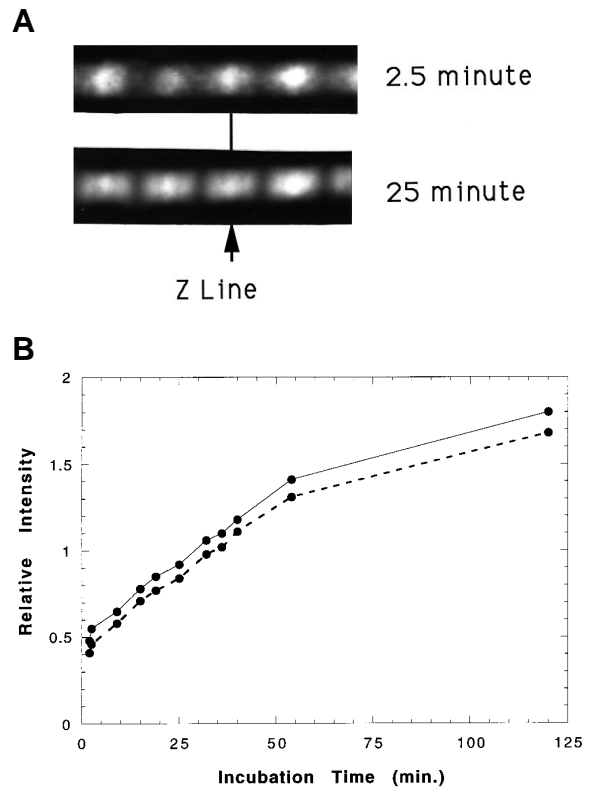 A
2.5 minute
25 minute
Z Line
B
2
1.5
1
0.5
0
Relative Intensity
0 25 50 75 100 125
Incubation Time (min.)